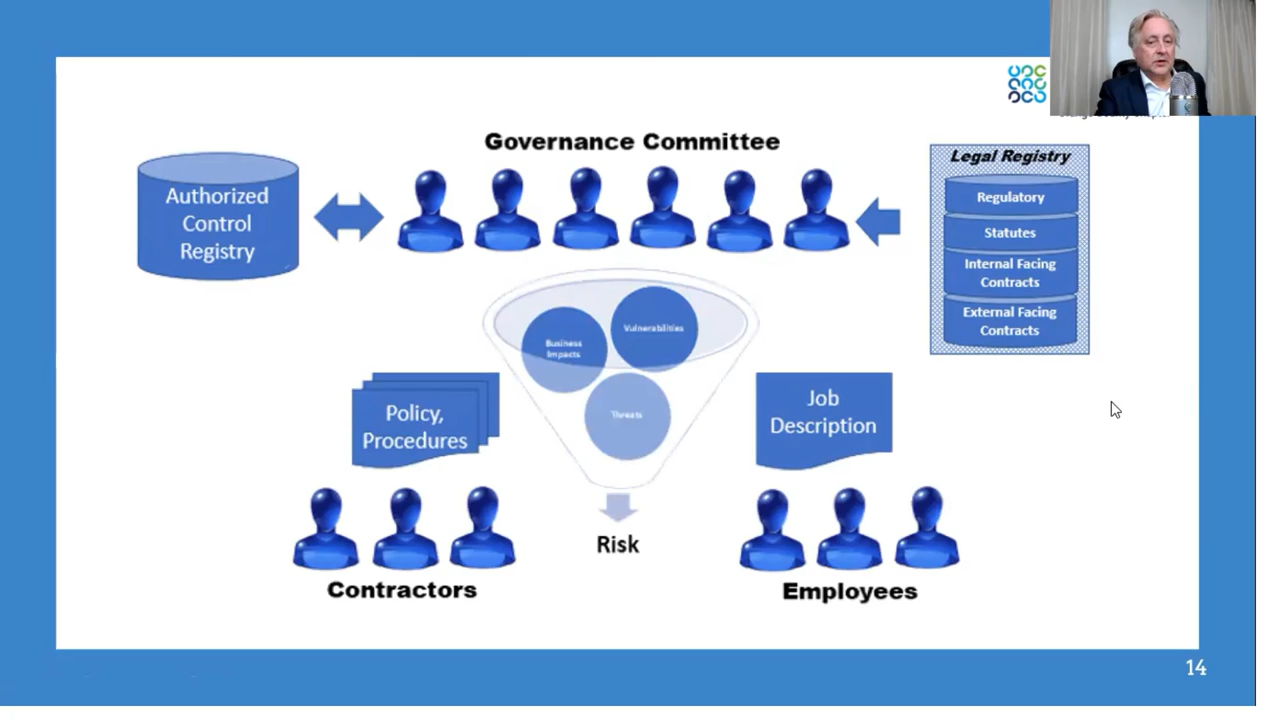 Governance Committee
Authorized
Control
Registry
Legal Registry
Regulatory
Statutes
Internal Facing
Contracts
External Facing
Contracts
Business
Impacts
Vulnerabilities
Threats
Policy,
Procedures
Job
Description
Risk
Contractors
Employees
14